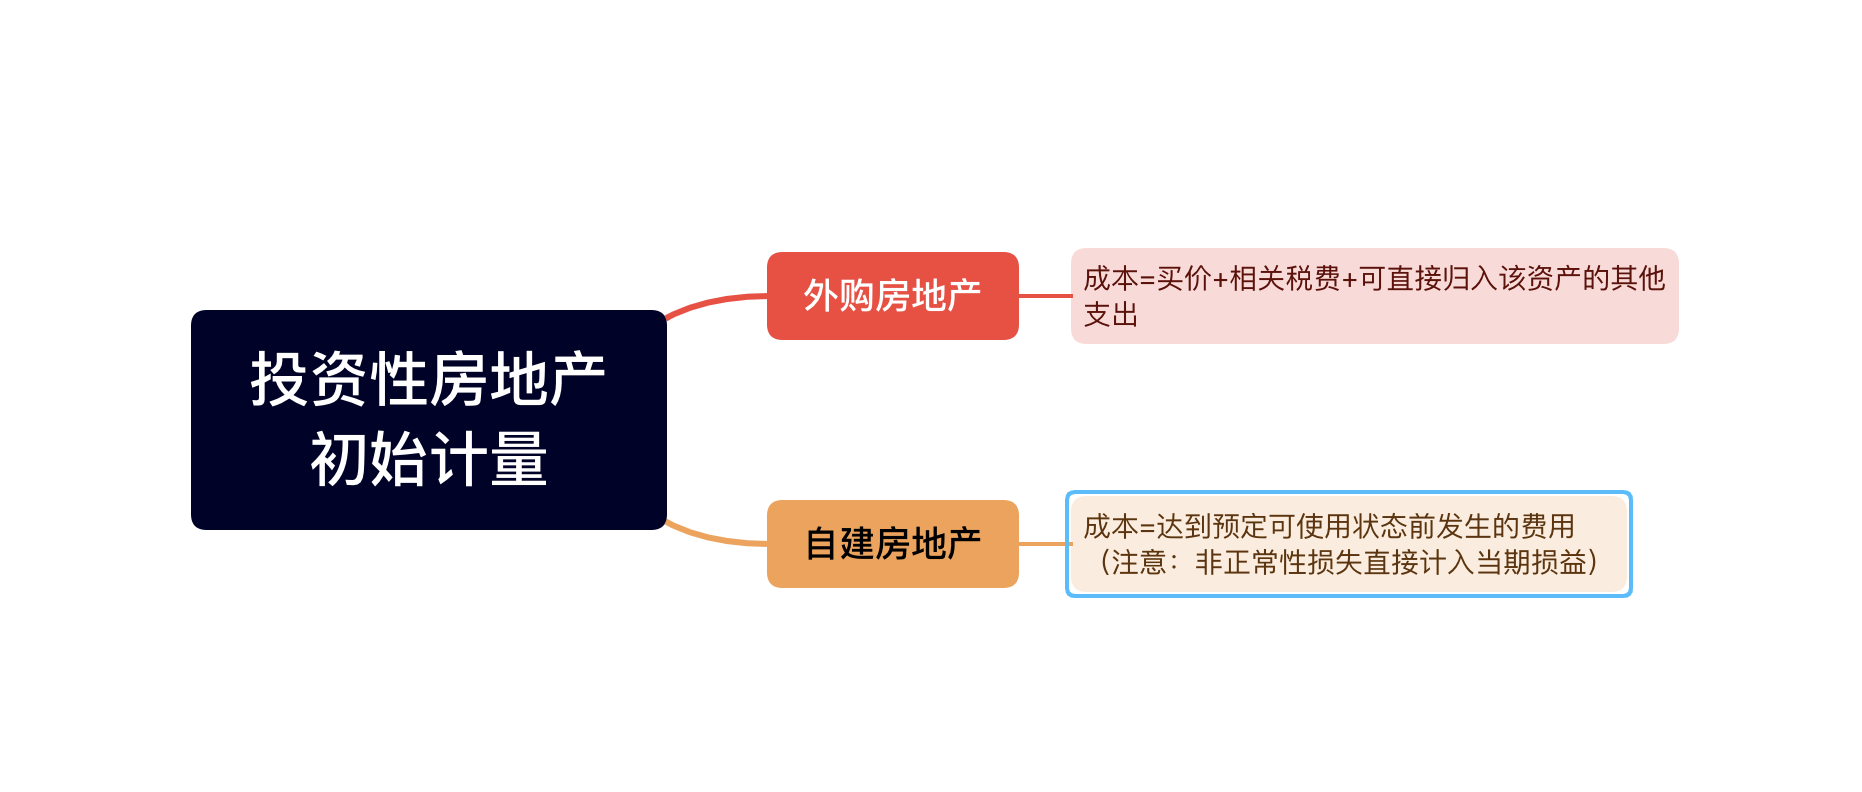 投资性房地产
初始计量
外购房地产
成本=买价+相关税费+可直接归入该资产的其他
支出
自建房地产
成本=达到预定可使用状态前发生的费用
（注意：非正常性损失直接计入当期损益）